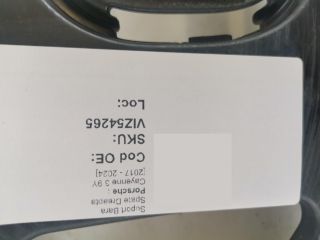 Suport Bara
Spate Dreapta
Porsche :
Cayenne 3 9Y
[2017 - 2024]
Cod OE:
SKU:
VIZ54265
Loc: